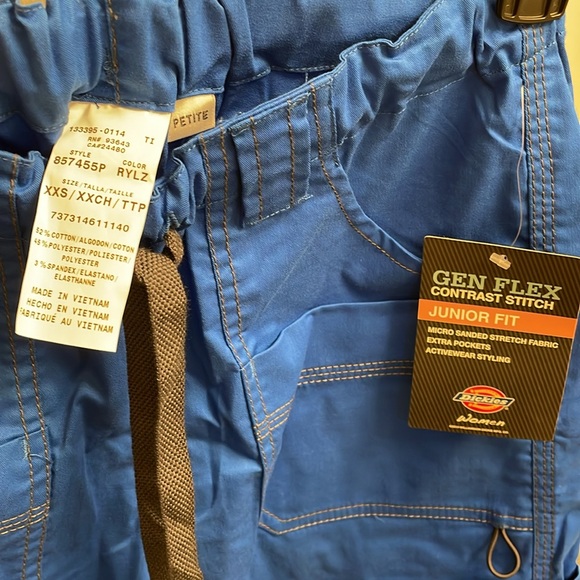 133395-0114 T1
RN# 93643
CA#24480
STYLE COLOR
857455P RYLZ
SIZE/TALLA/TAILLE
XXS/XXCH/TTP
737314611140
52% COTTON/ALGODON/COTON
45% POLYESTER/POLIESTER/
POLYESTER
3% SPANDEX/ELASTANO/
ELASTHANNE
MADE IN VIETNAM
HECHO EN VIETNAM
FABRIQUÉ AU VIETNAM
PETITE
GEN FLEX
CONTRAST STITCH
JUNIOR FIT
MICRO SANDED STRETCH FABRIC
EXTRA POCKETS
ACTIVEWEAR STYLING
Dickies
Women